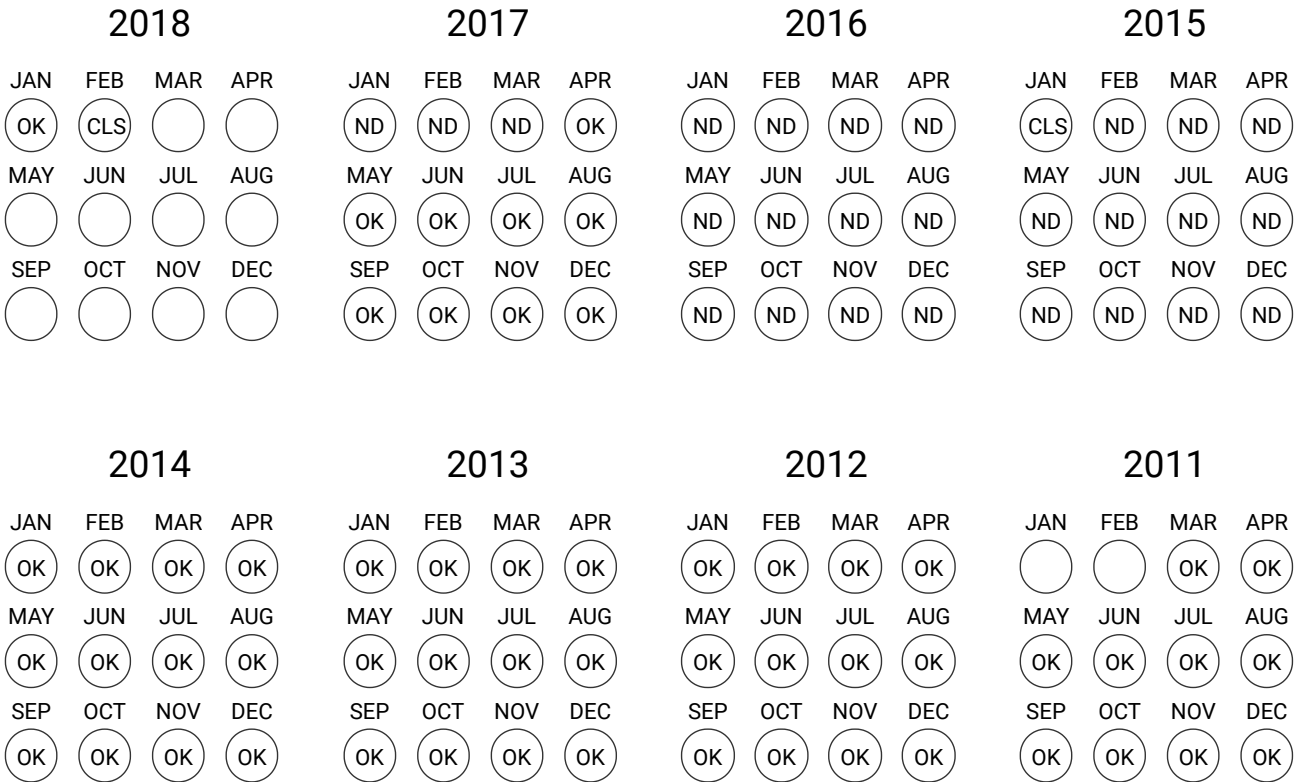 2018 2017 2016 2015
JAN FEB MAR APR JAN FEB MAR APR JAN FEB MAR APR JAN FEB MAR APR
OK CLS ND ND ND OK ND ND ND ND CLS ND ND ND
MAY JUN JUL AUG MAY JUN JUL AUG MAY JUN JUL AUG MAY JUN JUL AUG
OK OK OK OK ND ND ND ND ND ND ND ND
SEP OCT NOV DEC SEP OCT NOV DEC SEP OCT NOV DEC SEP OCT NOV DEC
OK OK OK OK ND ND ND ND ND ND ND ND
2014 2013 2012 2011
JAN FEB MAR APR JAN FEB MAR APR JAN FEB MAR APR JAN FEB MAR APR
OK OK OK OK OK OK OK OK OK OK OK OK OK OK
MAY JUN JUL AUG MAY JUN JUL AUG MAY JUN JUL AUG MAY JUN JUL AUG
OK OK OK OK OK OK OK OK OK OK OK OK OK OK OK OK
SEP OCT NOV DEC SEP OCT NOV DEC SEP OCT NOV DEC SEP OCT NOV DEC
OK OK OK OK OK OK OK OK OK OK OK OK OK OK OK OK